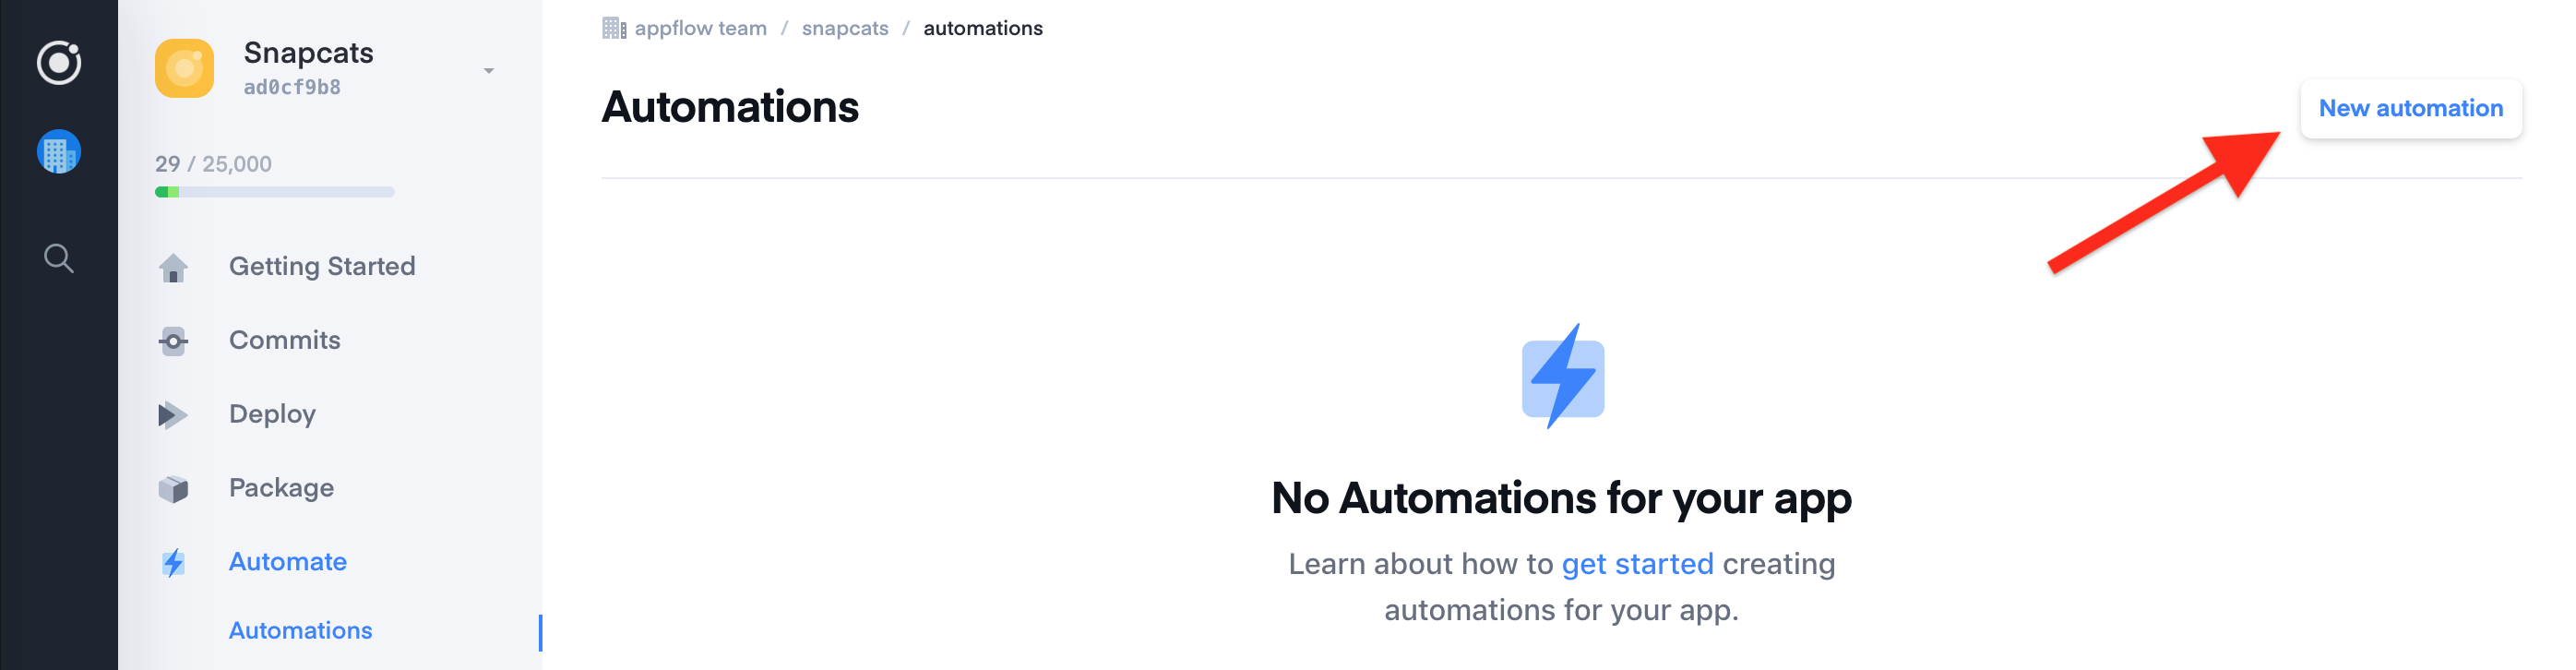 Snapcats
ad0cf9b8
29 / 25,000
Getting Started
Commits
Deploy
Package
Automate
Automations
appflow team / snapcats / automations
Automations
New automation
No Automations for your app
Learn about how to get started creating
automations for your app.